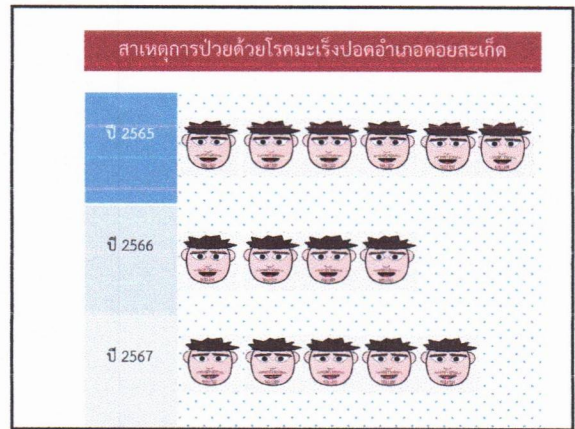 สาเหตุการป่วยด้วยโรคมะเร็งปอดอำเภอดอยสะเก็ด
ปี 2565
ปี 2566
ปี 2567